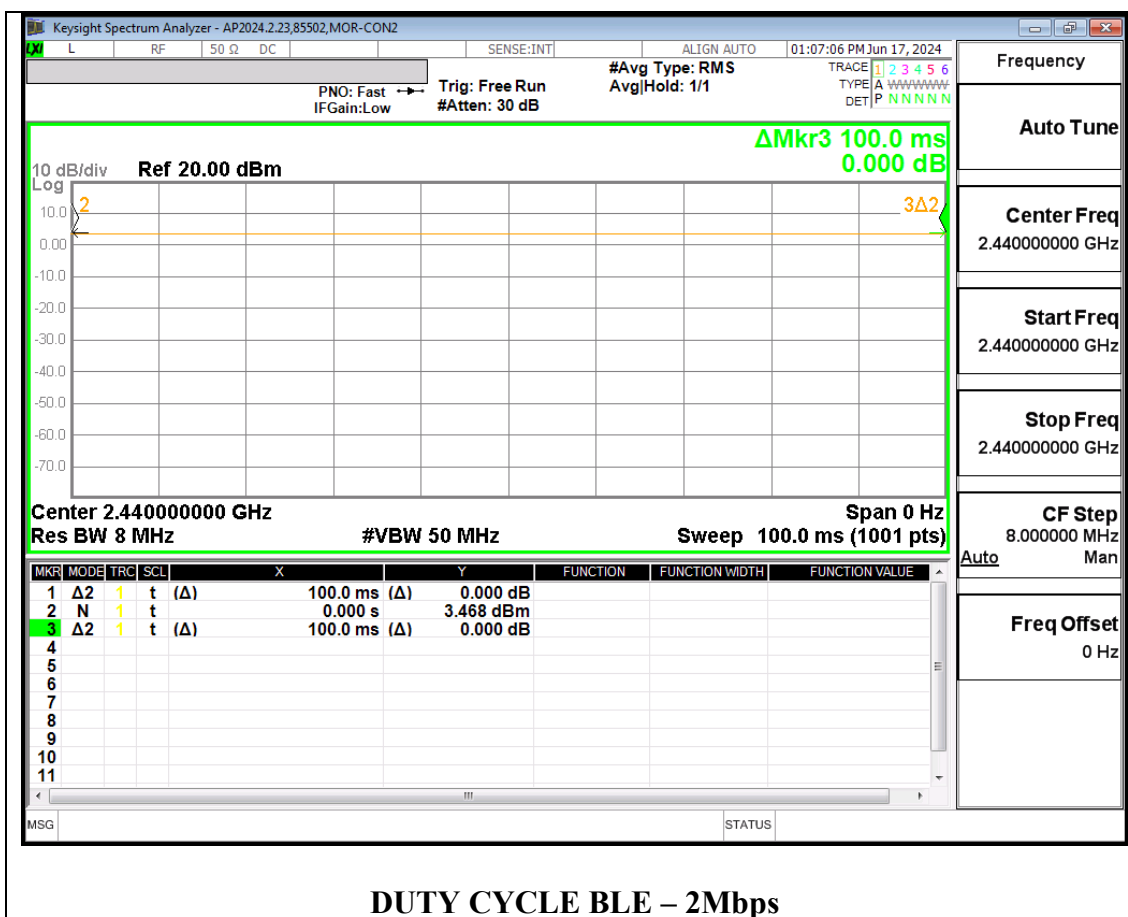 Keysight Spectrum Analyzer - AP2024.2.23,85502,MOR-CON2
LXI L RF 50 Ω DC SENSE:INT ALIGN AUTO 01:07:06 PM Jun 17, 2024
PNO: Fast
IFGain:Low
Trig: Free Run
#Atten: 30 dB
#Avg Type: RMS
Avg|Hold: 1/1
TRACE 1 2 3 4 5 6
TYPE A WWWWW
DET P N N N N N
ΔMkr3 100.0 ms
0.000 dB
10 dB/div Ref 20.00 dBm
Log
10.0
0.00
-10.0
-20.0
-30.0
-40.0
-50.0
-60.0
-70.0
2
3Δ2
Center 2.440000000 GHz Span 0 Hz
Res BW 8 MHz #VBW 50 MHz Sweep 100.0 ms (1001 pts)
MKR MODE TRC SCL X Y FUNCTION FUNCTION WIDTH FUNCTION VALUE
1 Δ2 1 t (Δ) 100.0 ms (Δ) 0.000 dB
2 N 1 t 0.000 s 3.468 dBm
3 Δ2 1 t (Δ) 100.0 ms (Δ) 0.000 dB
4
5
6
7
8
9
10
11
MSG STATUS
Frequency
Auto Tune
Center Freq
2.440000000 GHz
Start Freq
2.440000000 GHz
Stop Freq
2.440000000 GHz
CF Step
8.000000 MHz
Auto Man
Freq Offset
0 Hz
DUTY CYCLE BLE – 2Mbps